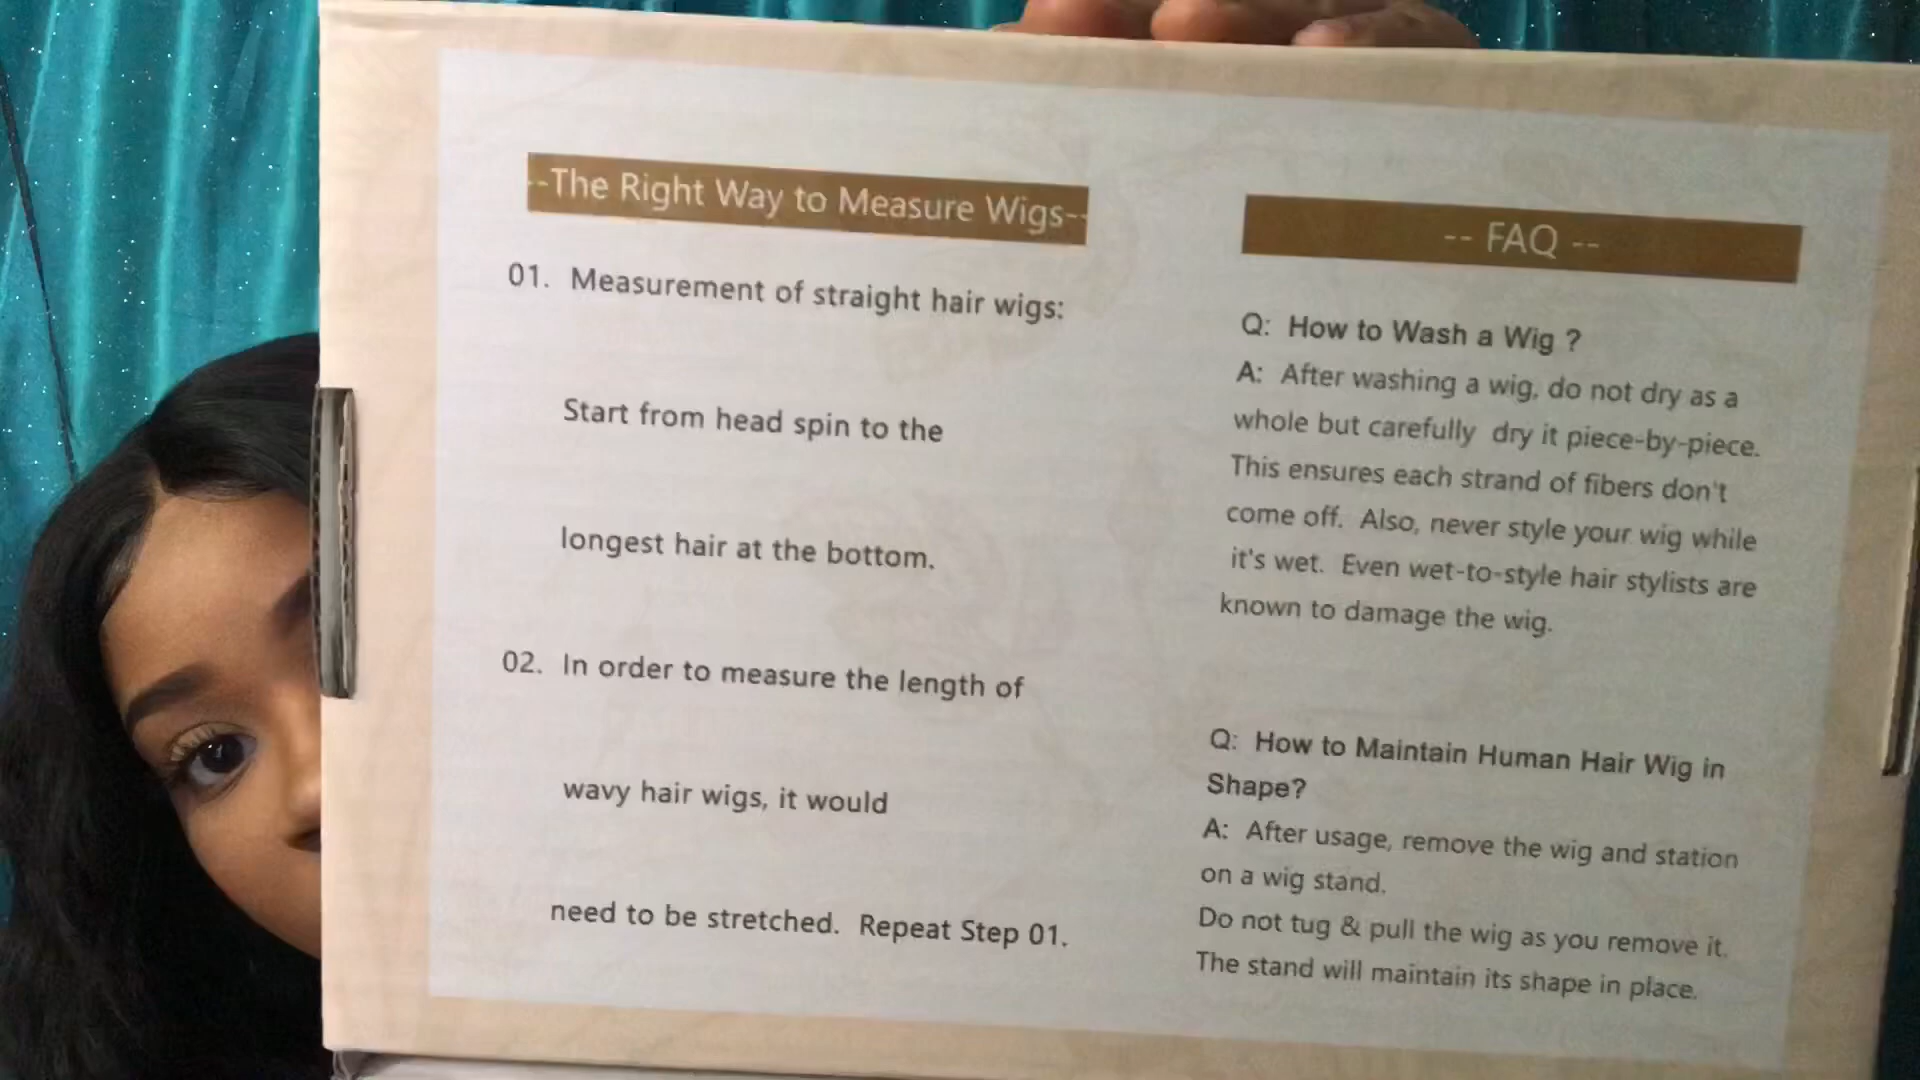 --The Right Way to Measure Wigs--
01. Measurement of straight hair wigs:
Start from head spin to the
longest hair at the bottom.
02. In order to measure the length of
wavy hair wigs, it would
need to be stretched. Repeat Step 01.
-- FAQ --
Q: How to Wash a Wig ?
A: After washing a wig, do not dry as a
whole but carefully dry it piece-by-piece.
This ensures each strand of fibers don't
come off. Also, never style your wig while
it's wet. Even wet-to-style hair stylists are
known to damage the wig.
Q: How to Maintain Human Hair Wig in
Shape?
A: After usage, remove the wig and station
on a wig stand.
Do not tug & pull the wig as you remove it.
The stand will maintain its shape in place.